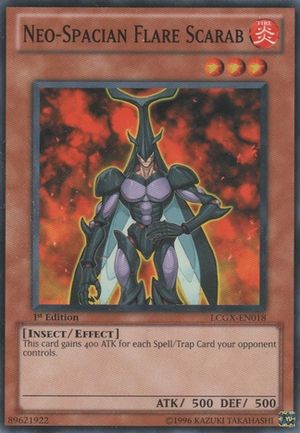 NEO-SPACIAN FLARE SCARAB
FIRE
炎
1st Edition
LCGX-EN018
[INSECT/EFFECT]
This card gains 400 ATK for each Spell/Trap Card your opponent
controls.
ATK/ 500 DEF/ 500
89621922
©1996 KAZUKI TAKAHASHI